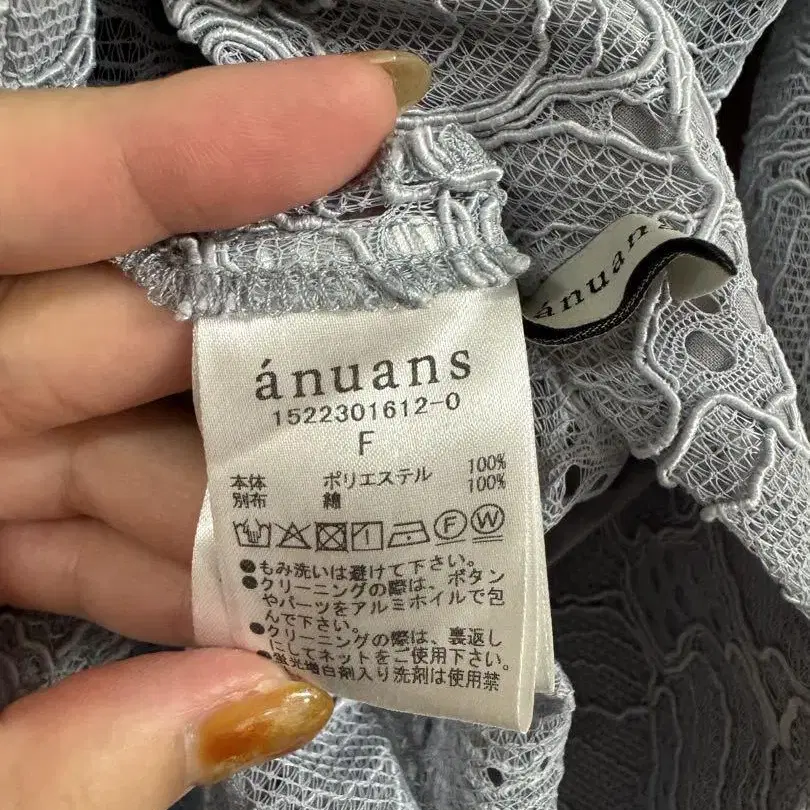 ánuans
ánuans
1522301612-0
F
本体 ポリエステル 100%
別布 綿 100%
F W
●もみ洗いは避けて下さい。
●クリーニングの際は、ボタン
やパーツをアルミホイルで包
んで下さい。
●クリーニングの際は、裏返し
にしてネットをご使用下さい。
●蛍光増白剤入り洗剤は使用禁